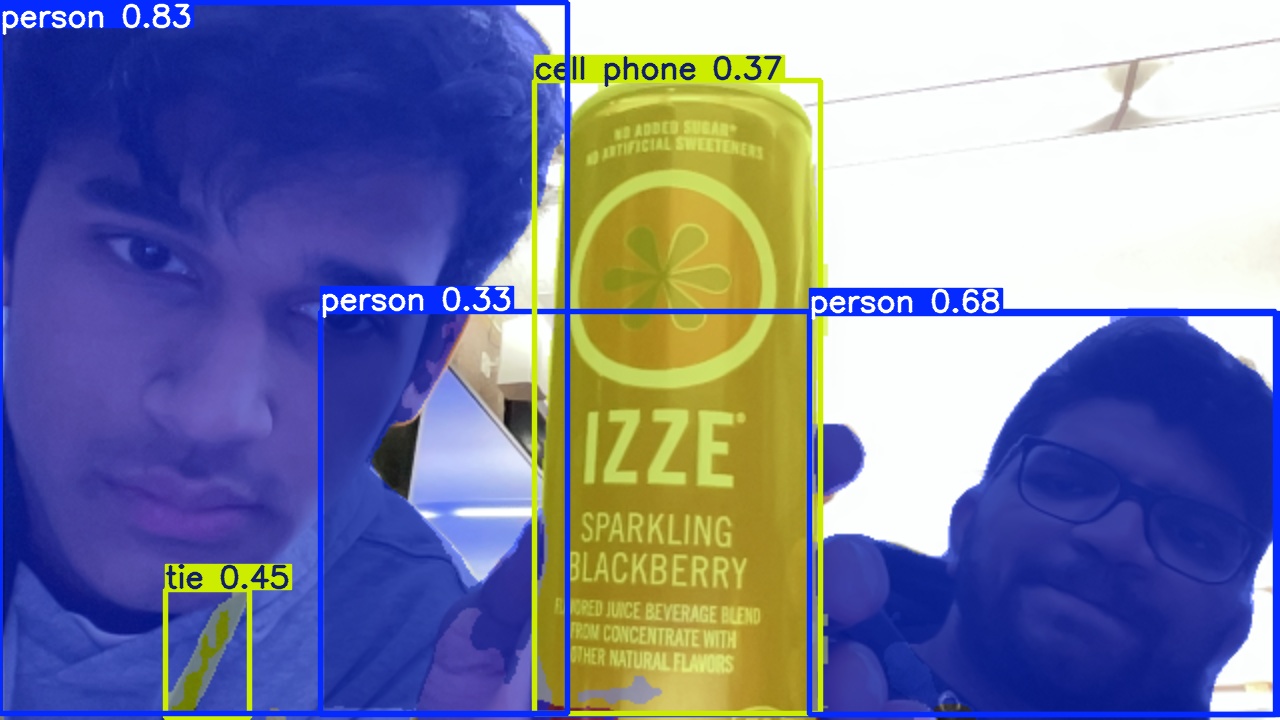 person 0.83
cell phone 0.37
NO ADDED SUGAR*
NO ARTIFICIAL SWEETENERS
person 0.33
person 0.68
IZZE®
SPARKLING
BLACKBERRY
tie 0.45
FLAVORED JUICE BEVERAGE BLEND
FROM CONCENTRATE WITH
OTHER NATURAL FLAVORS